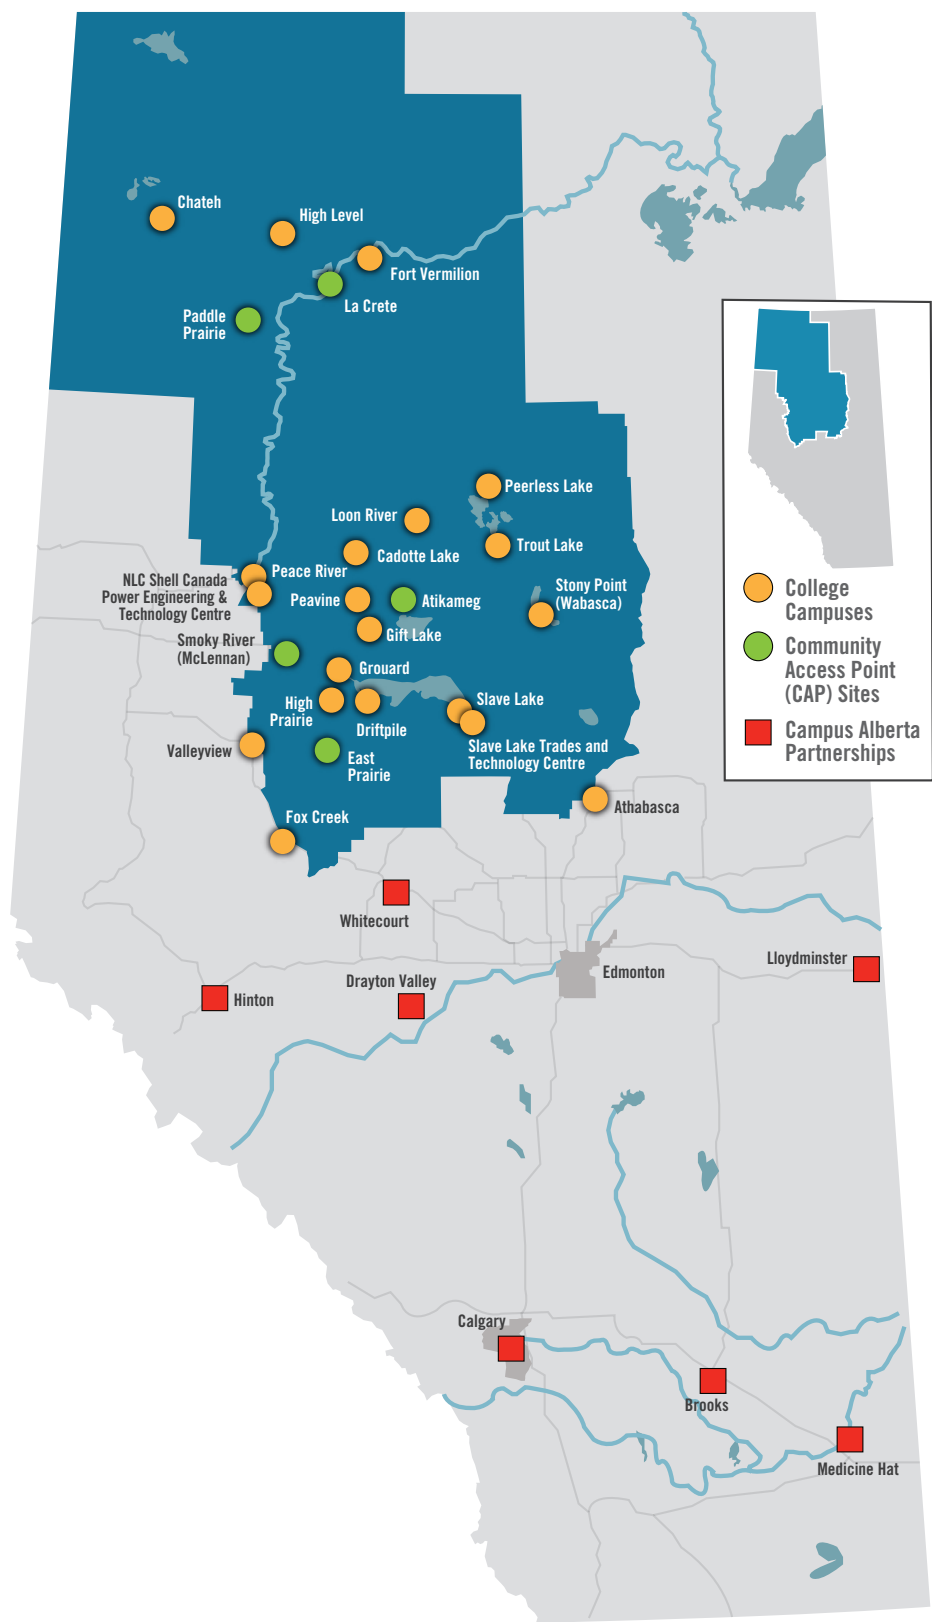 Chateh
High Level
Fort Vermilion
La Crete
Paddle
Prairie
Peerless Lake
Loon River
Trout Lake
Cadotte Lake
Peace River
NLC Shell Canada
Power Engineering &
Technology Centre
Peavine
Atikameg
Stony Point
(Wabasca)
Gift Lake
Smoky River
(McLennan)
Grouard
High
Prairie
Driftpile
Slave Lake
Slave Lake Trades and
Technology Centre
Valleyview
East
Prairie
Athabasca
Fox Creek
Whitecourt
Lloydminster
Edmonton
Drayton Valley
Hinton
Calgary
Brooks
Medicine Hat
College
Campuses
Community
Access Point
(CAP) Sites
Campus Alberta
Partnerships